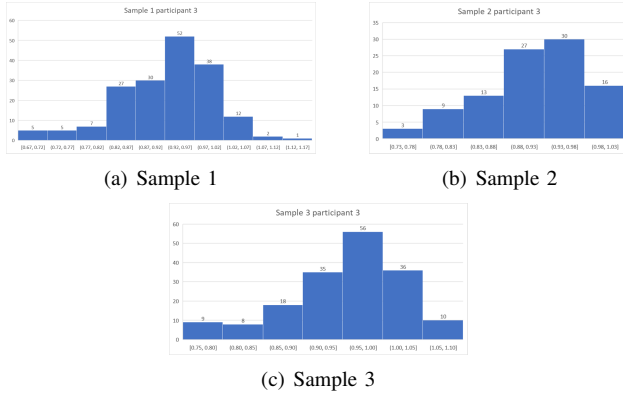 Sample 1 participant 3
60
50
40
30
20
10
0
5 5 7 27 30 52 38 12 2 1
[0.67, 0.72] (0.72, 0.77] (0.77, 0.82] (0.82, 0.87] (0.87, 0.92] (0.92, 0.97] (0.97, 1.02] (1.02, 1.07] (1.07, 1.12] (1.12, 1.17]
(a) Sample 1
Sample 2 participant 3
35
30
25
20
15
10
5
0
3 9 13 27 30 16
[0.73, 0.78] (0.78, 0.83] (0.83, 0.88] (0.88, 0.93] (0.93, 0.98] (0.98, 1.03]
(b) Sample 2
Sample 3 participant 3
60
50
40
30
20
10
0
9 8 18 35 56 36 10
[0.75, 0.80] (0.80, 0.85] (0.85, 0.90] (0.90, 0.95] (0.95, 1.00] (1.00, 1.05] (1.05, 1.10]
(c) Sample 3